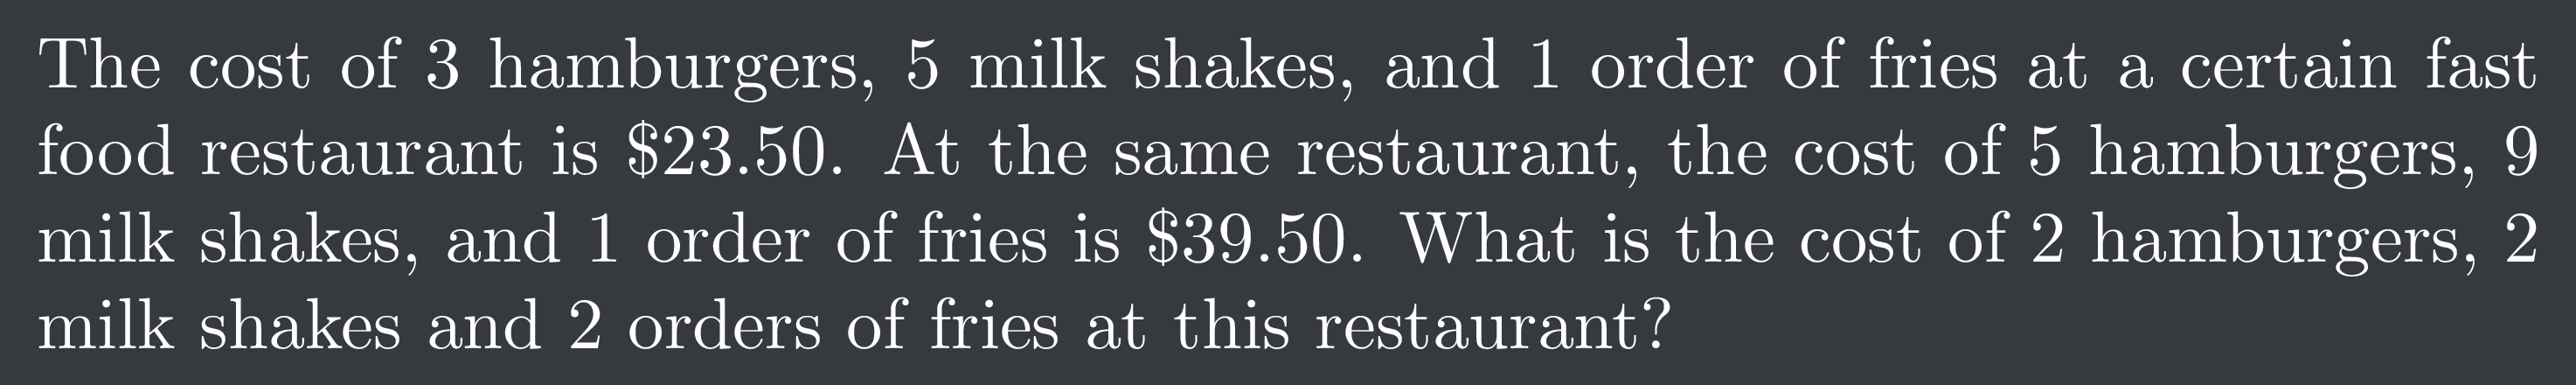 The cost of 3 hamburgers, 5 milk shakes, and 1 order of fries at a certain fast
food restaurant is $23.50. At the same restaurant, the cost of 5 hamburgers, 9
milk shakes, and 1 order of fries is $39.50. What is the cost of 2 hamburgers, 2
milk shakes and 2 orders of fries at this restaurant?